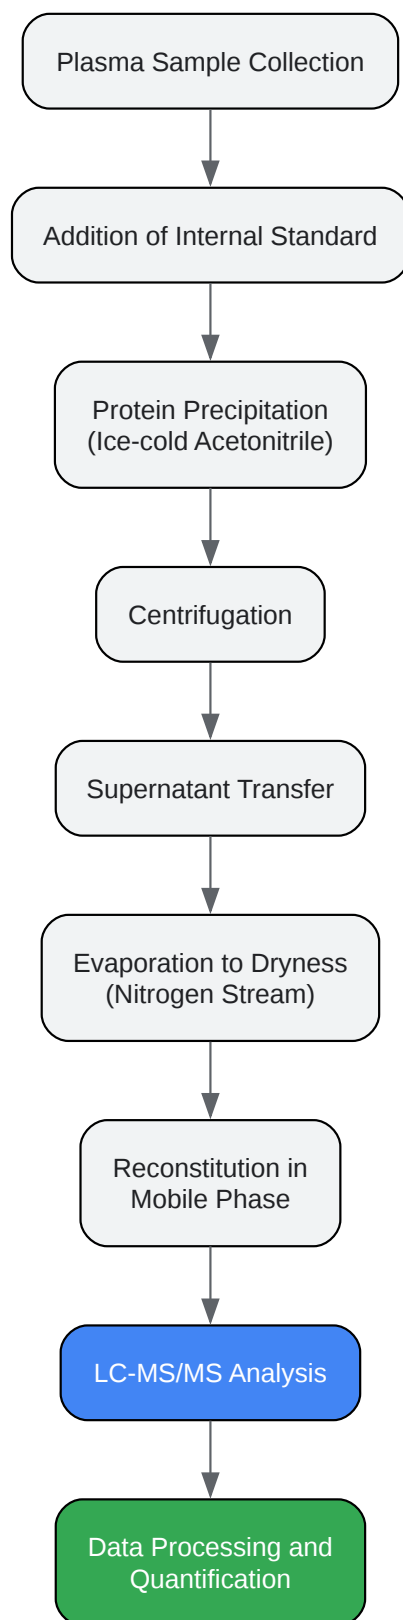 Plasma Sample Collection
Addition of Internal Standard
Protein Precipitation
(Ice-cold Acetonitrile)
Centrifugation
Supernatant Transfer
Evaporation to Dryness
(Nitrogen Stream)
Reconstitution in
Mobile Phase
LC-MS/MS Analysis
Data Processing and
Quantification